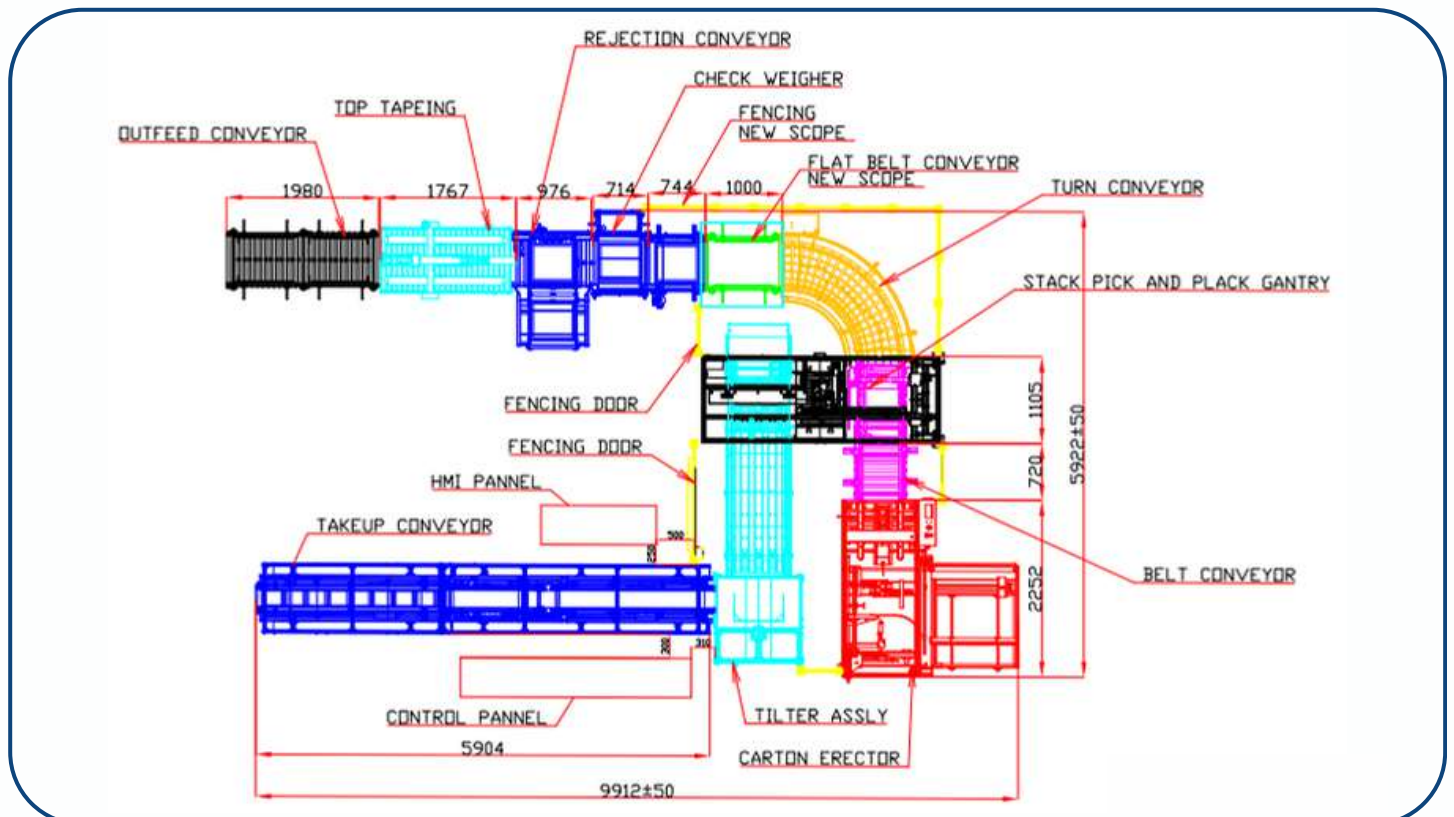 REJECTION CONVEYOR
CHECK WEIGHER
TOP TAPEING
FENCING
NEW SCOPE
OUTFEED CONVEYOR
FLAT BELT CONVEYOR
NEW SCOPE
TURN CONVEYOR
1980
1767
976
714
744
1000
STACK PICK AND PLACK GANTRY
1105
FENCING DOOR
5922±50
FENCING DOOR
720
HMI PANNEL
TAKEUP CONVEYOR
500
250
BELT CONVEYOR
2252
200
310
CONTROL PANNEL
TILTER ASSLY
5904
CARTON ERECTOR
9912±50